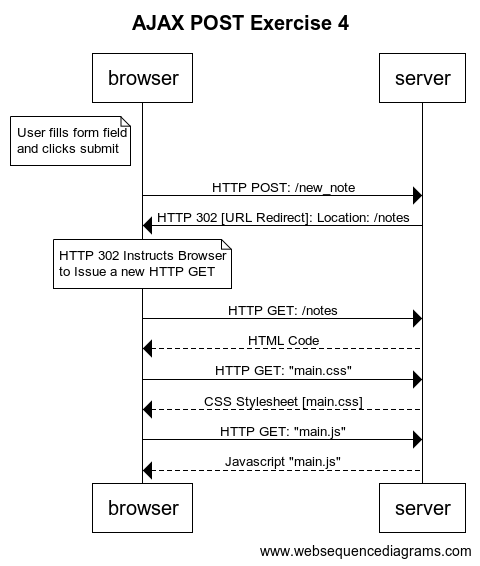 AJAX POST Exercise 4
browser
server
User fills form field
and clicks submit
HTTP POST: /new_note
HTTP 302 [URL Redirect]: Location: /notes
HTTP 302 Instructs Browser
to Issue a new HTTP GET
HTTP GET: /notes
HTML Code
HTTP GET: "main.css"
CSS Stylesheet [main.css]
HTTP GET: "main.js"
Javascript "main.js"
browser
server
www.websequencediagrams.com